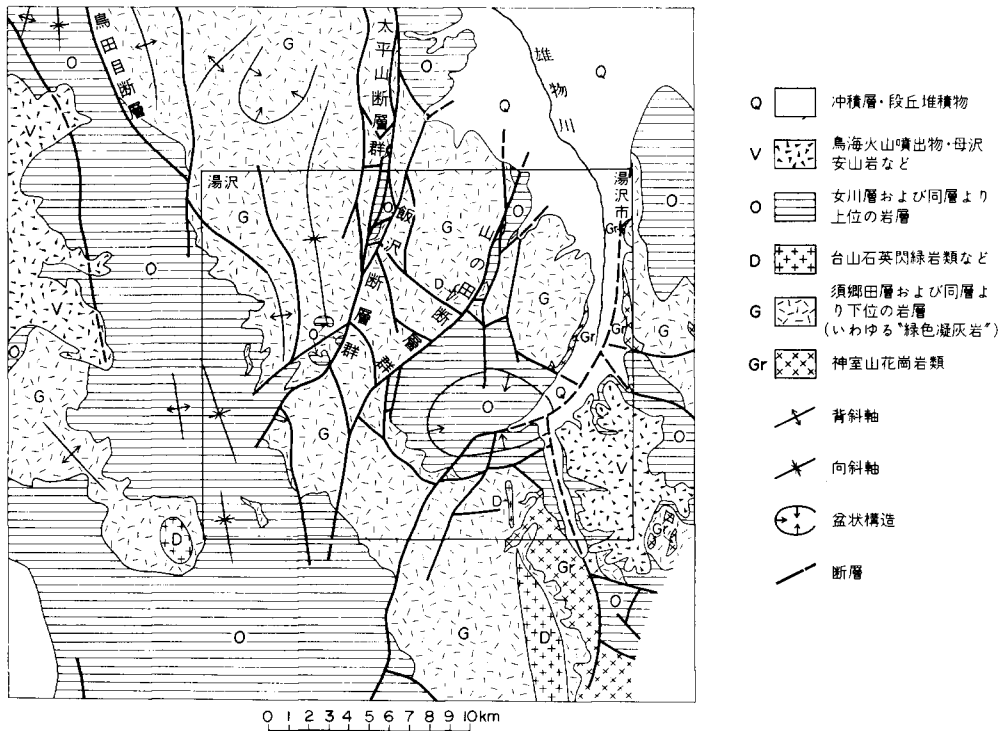 鳥田目断層
太平山断層群
雄物川
湯沢
湯沢市
飯沢断層群
山の田断層群
O
G
O
Q
Q
V
G
G
O
O
D
G
Gr
O
V
O
G
O
Gr
Gr
G
G
O
Q
G
O
V
D
D
Gr
Gr
O
O
G
D
0 1 2 3 4 5 6 7 8 9 10km
Q 冲積層・段丘堆積物
V 鳥海火山噴出物・母沢
安山岩など
O 女川層および同層より
上位の岩層
D 台山石英閃緑岩類など
G 須郷田層および同層よ
り下位の岩層
(いわゆる"緑色凝灰岩")
Gr 神室山花崗岩類
背斜軸
向斜軸
盆状構造
断層